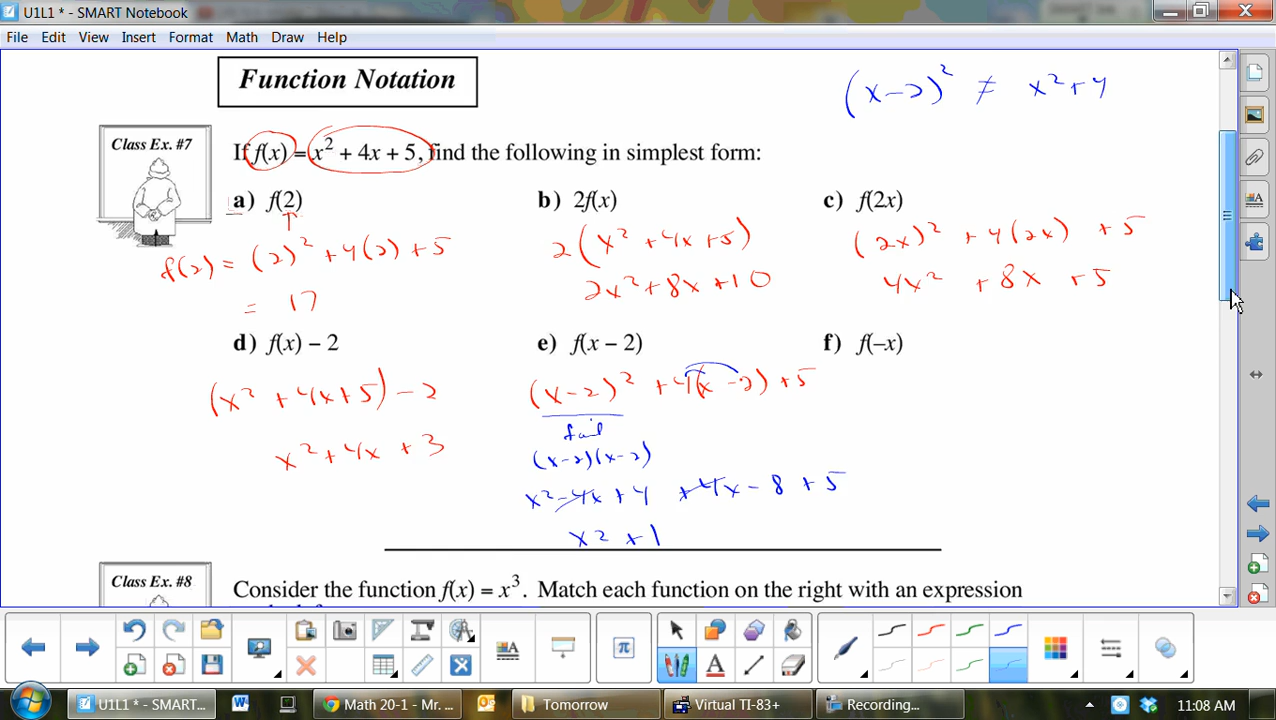 U1L1 * - SMART Notebook
File Edit View Insert Format Math Draw Help
Function Notation
(x-2)² ≠ x²+4
Class Ex. #7
If f(x) = x² + 4x + 5, find the following in simplest form:
a) f(2) b) 2f(x) c) f(2x)
f(2) = (2)² + 4(2) + 5 2(x² + 4x + 5) (2x)² + 4(2x) + 5
= 17 2x² + 8x + 10 4x² + 8x + 5
d) f(x) – 2 e) f(x – 2) f) f(–x)
(x² + 4x + 5) - 2 (x-2)² + 4(x-2) + 5
x² + 4x + 3 foil
(x-2)(x-2)
x² - 4x + 4 + 4x - 8 + 5
x² + 1
Class Ex. #8
Consider the function f(x) = x³. Match each function on the right with an expression
π
A
U1L1 * - SMART... Math 20-1 - Mr. ... Tomorrow Virtual TI-83+ Recording... 11:08 AM